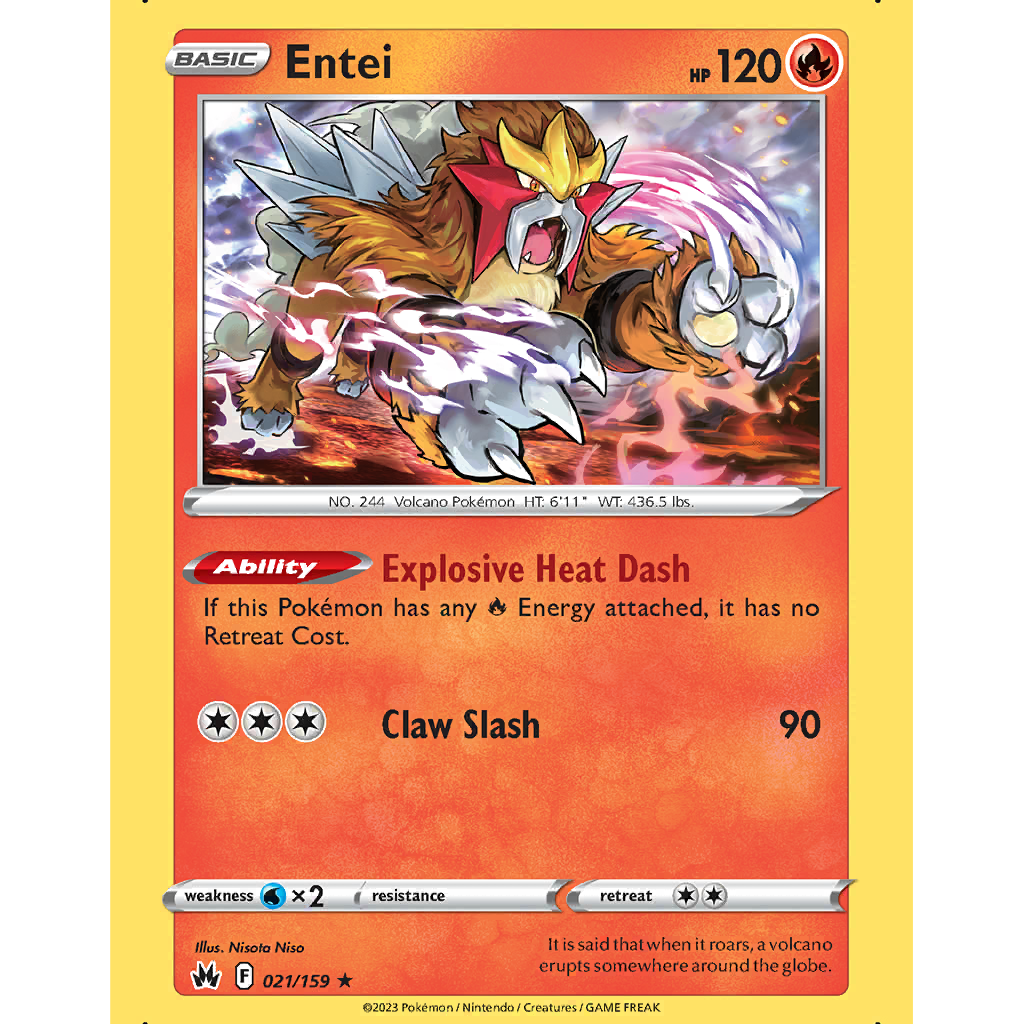 BASIC Entei HP 120
NO. 244 Volcano Pokémon HT: 6'11" WT: 436.5 lbs.
Ability Explosive Heat Dash
If this Pokémon has any Energy attached, it has no
Retreat Cost.
Claw Slash 90
weakness ×2 resistance retreat
Illus. Nisota Niso
It is said that when it roars, a volcano
erupts somewhere around the globe.
F 021/159 ★
©2023 Pokémon / Nintendo / Creatures / GAME FREAK